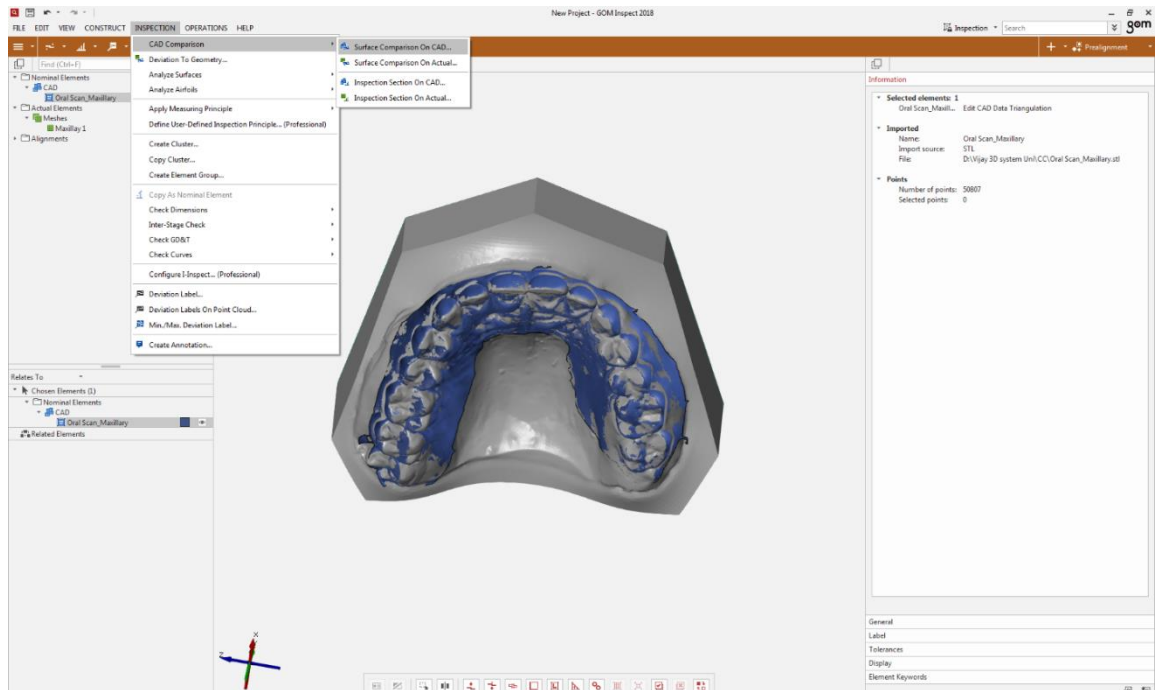 New Project - GOM Inspect 2018
FILE EDIT VIEW CONSTRUCT INSPECTION OPERATIONS HELP
Inspection
Search
gom
Find (Ctrl+F)
Prealignment
Nominal Elements
CAD
Oral Scan_Maxillary
Actual Elements
Meshes
Maxillay 1
Alignments
CAD Comparison
Deviation To Geometry...
Analyze Surfaces
Analyze Airfoils
Apply Measuring Principle
Define User-Defined Inspection Principle... (Professional)
Create Cluster...
Copy Cluster...
Create Element Group...
Copy As Nominal Element
Check Dimensions
Inter-Stage Check
Check GD&T
Check Curves
Configure I-Inspect... (Professional)
Deviation Label...
Deviation Labels On Point Cloud...
Min./Max. Deviation Label...
Create Annotation...
Surface Comparison On CAD...
Surface Comparison On Actual...
Inspection Section On CAD...
Inspection Section On Actual...
Relates To
Chosen Elements (1)
Nominal Elements
CAD
Oral Scan_Maxillary
Related Elements
X
Z
Information
Selected elements: 1
Oral Scan_Maxill... Edit CAD Data Triangulation
Imported
Name: Oral Scan_Maxillary
Import source: STL
File: D:\Vijay 3D system Uni\CC\Oral Scan_Maxillary.stl
Points
Number of points: 50807
Selected points: 0
General
Label
Tolerances
Display
Element Keywords